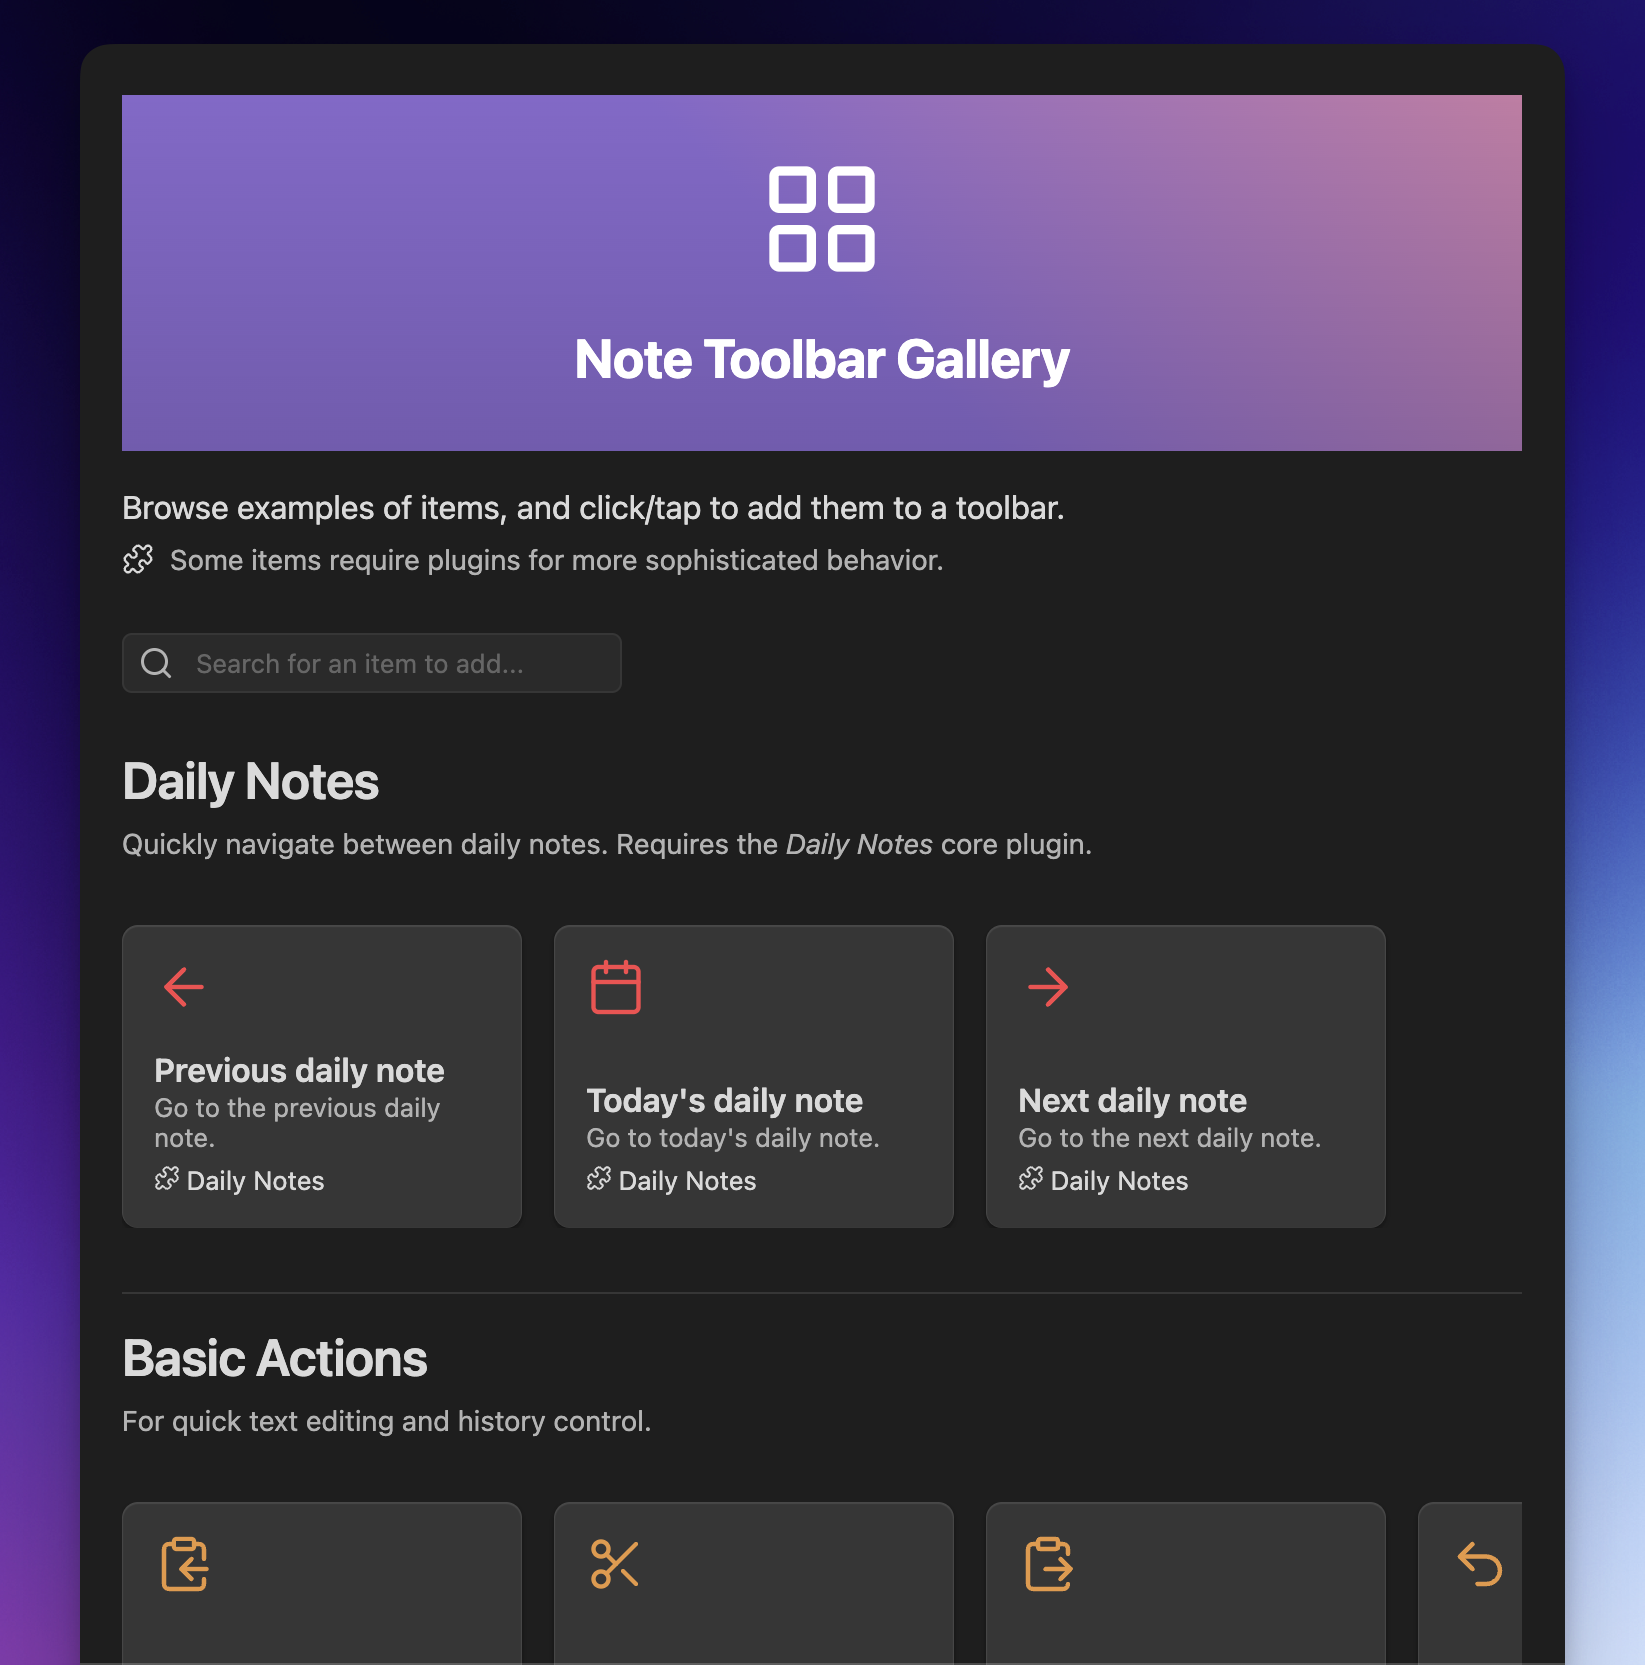 Note Toolbar Gallery
Browse examples of items, and click/tap to add them to a toolbar.
Some items require plugins for more sophisticated behavior.
Search for an item to add...
Daily Notes
Quickly navigate between daily notes. Requires the Daily Notes core plugin.
Previous daily note
Go to the previous daily
note.
Daily Notes
Today's daily note
Go to today's daily note.
Daily Notes
Next daily note
Go to the next daily note.
Daily Notes
Basic Actions
For quick text editing and history control.